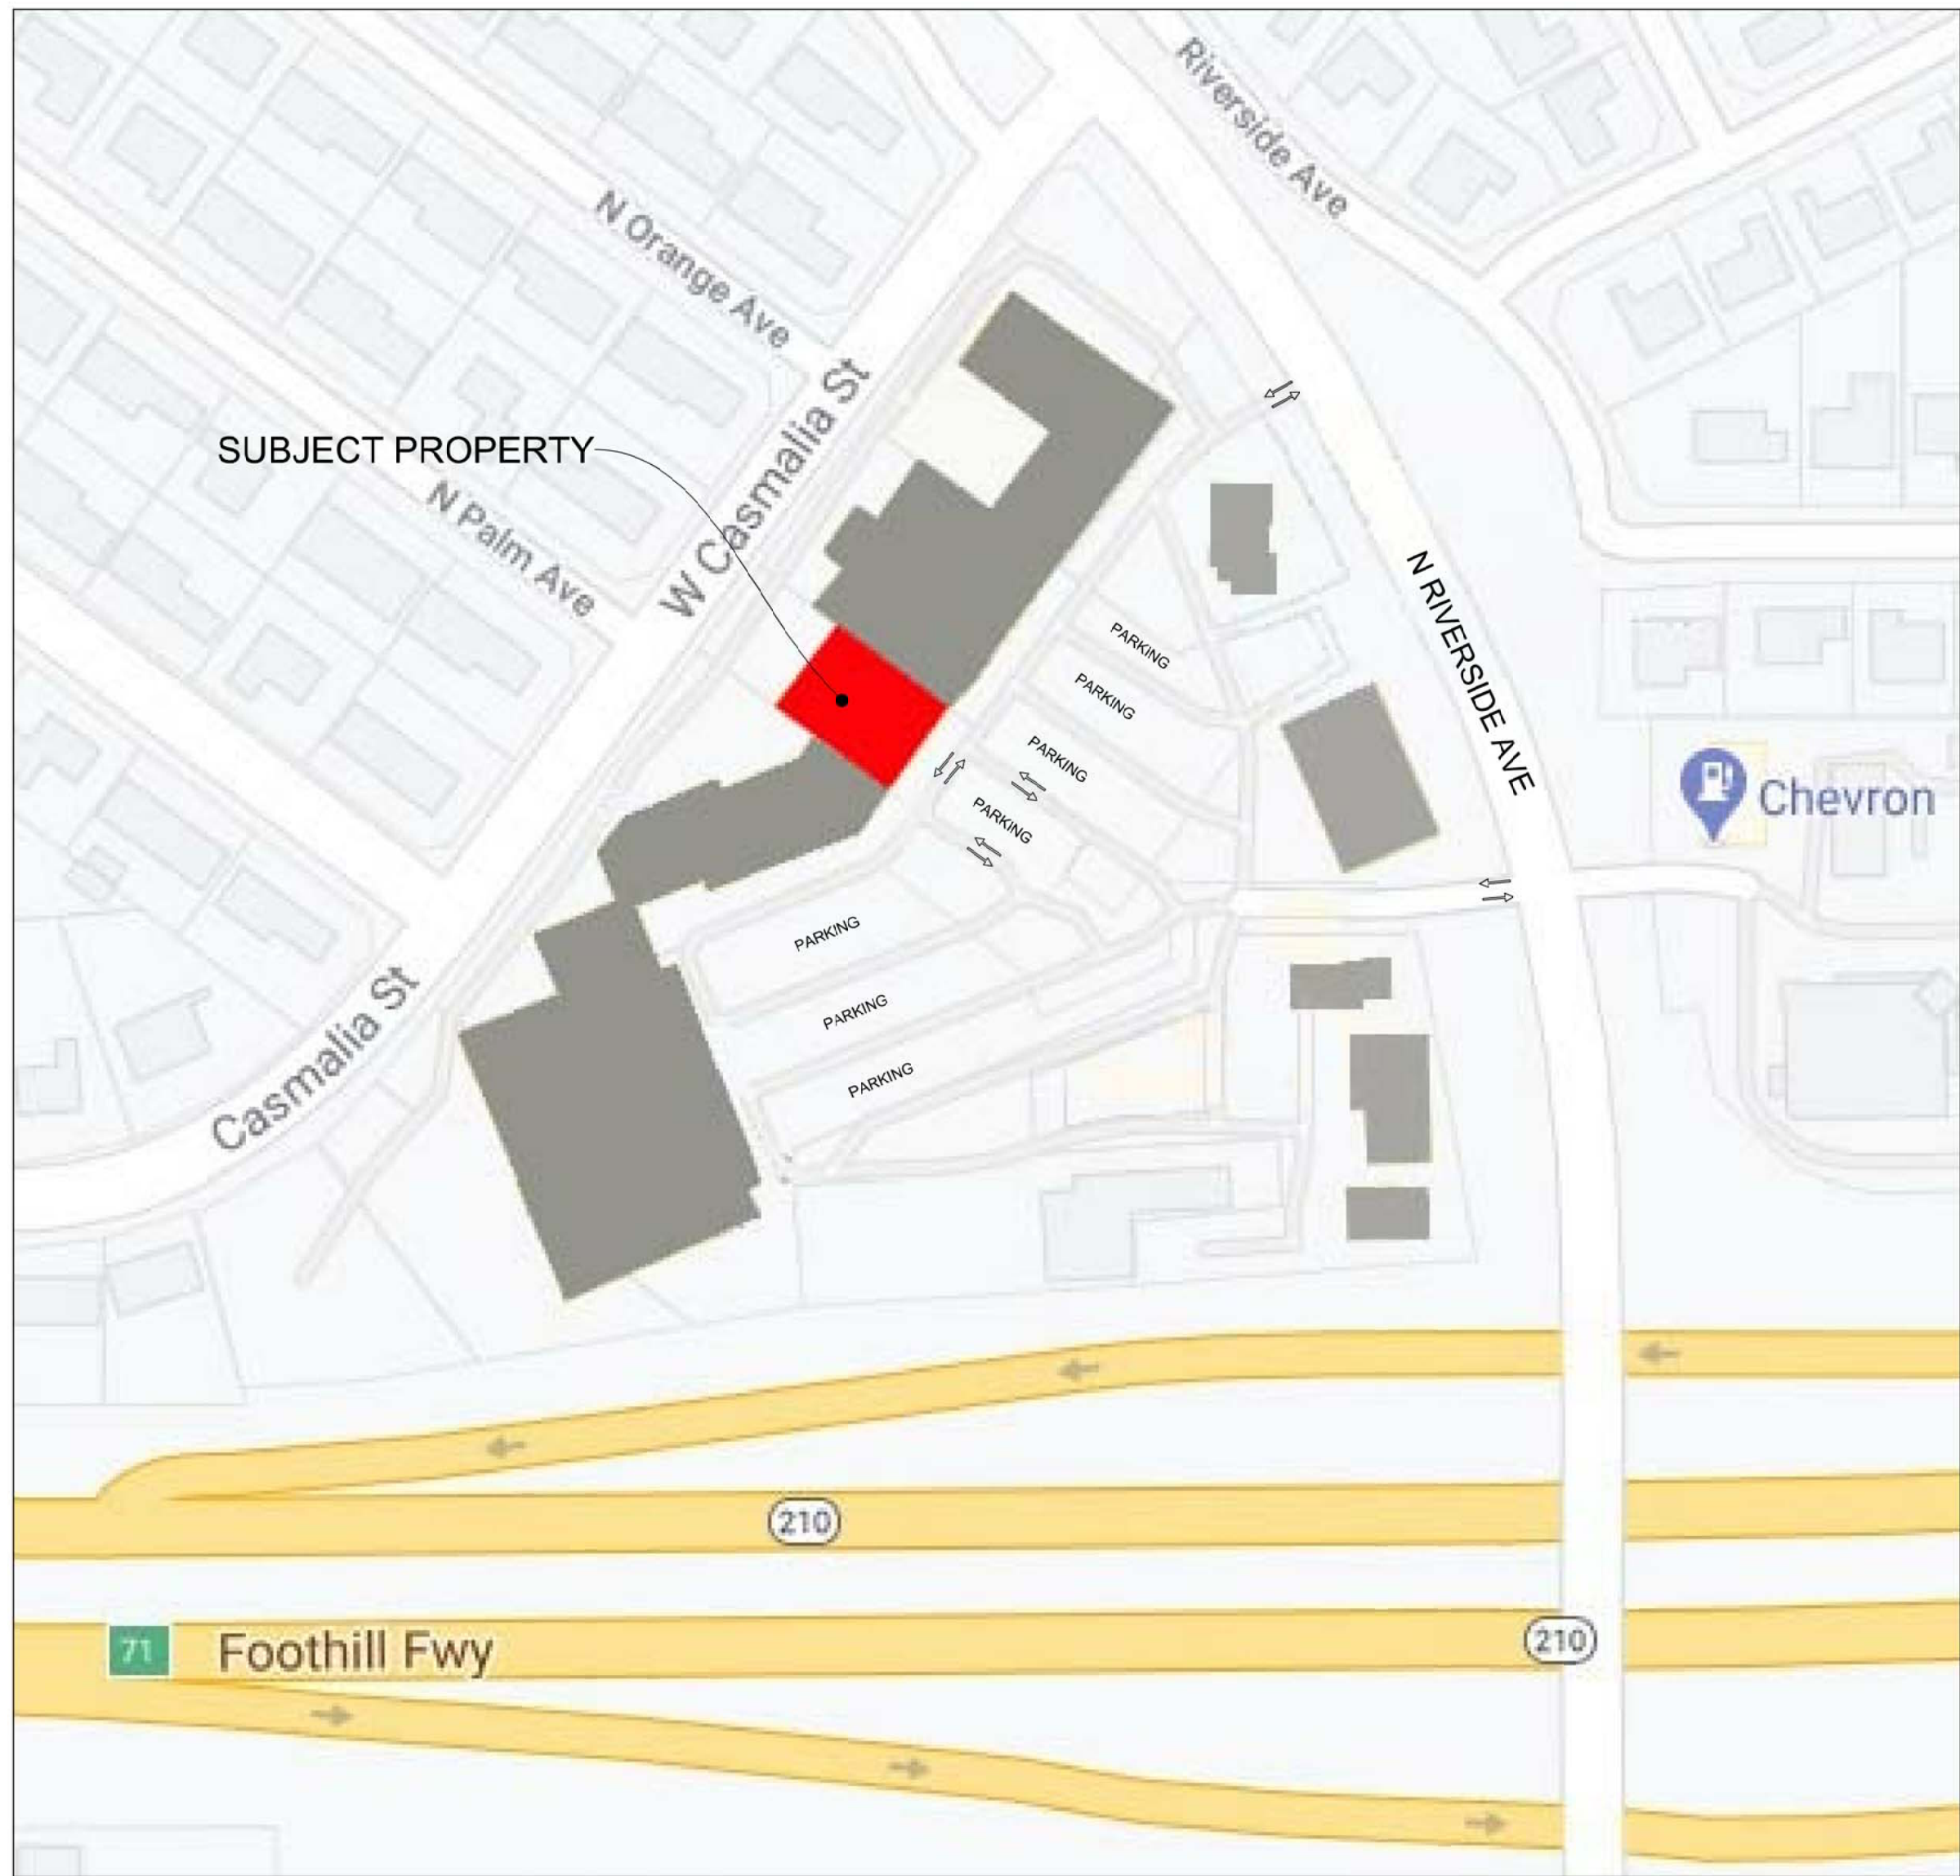 Riverside Ave
N Orange Ave
W Casmalia St
SUBJECT PROPERTY
N Palm Ave
N RIVERSIDE AVE
PARKING
PARKING
PARKING
PARKING
Chevron
PARKING
PARKING
PARKING
Casmalia St
210
210
71
Foothill Fwy